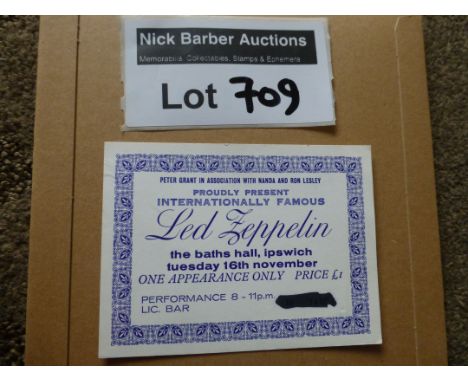 Nick Barber Auctions
Memorabilia, Collectables, Stamps & Ephemera
Lot 709
PETER GRANT IN ASSOCIATION WITH NANDA AND RON LESLEY
PROUDLY PRESENT
INTERNATIONALLY FAMOUS
Led Zeppelin
the baths hall, ipswich
tuesday 16th november
ONE APPEARANCE ONLY PRICE £1
PERFORMANCE 8 - 11p.m.
LIC. BAR